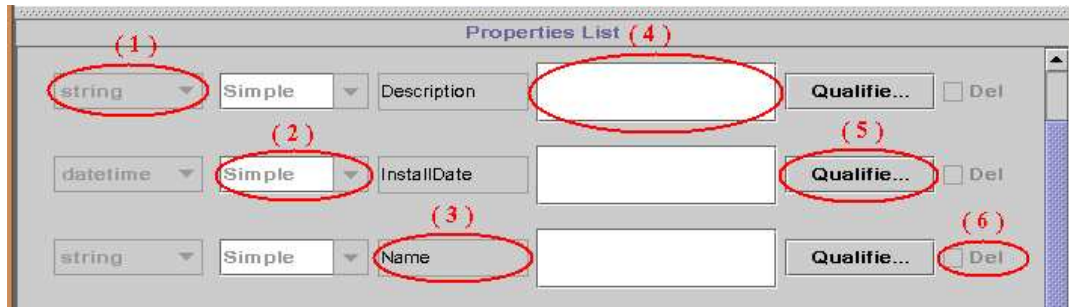 Properties List ( 4 )
( 1 )
string Simple Description Qualifie... Del
( 2 ) ( 5 )
datetime Simple InstallDate Qualifie... Del
( 3 ) ( 6 )
string Simple Name Qualifie... Del